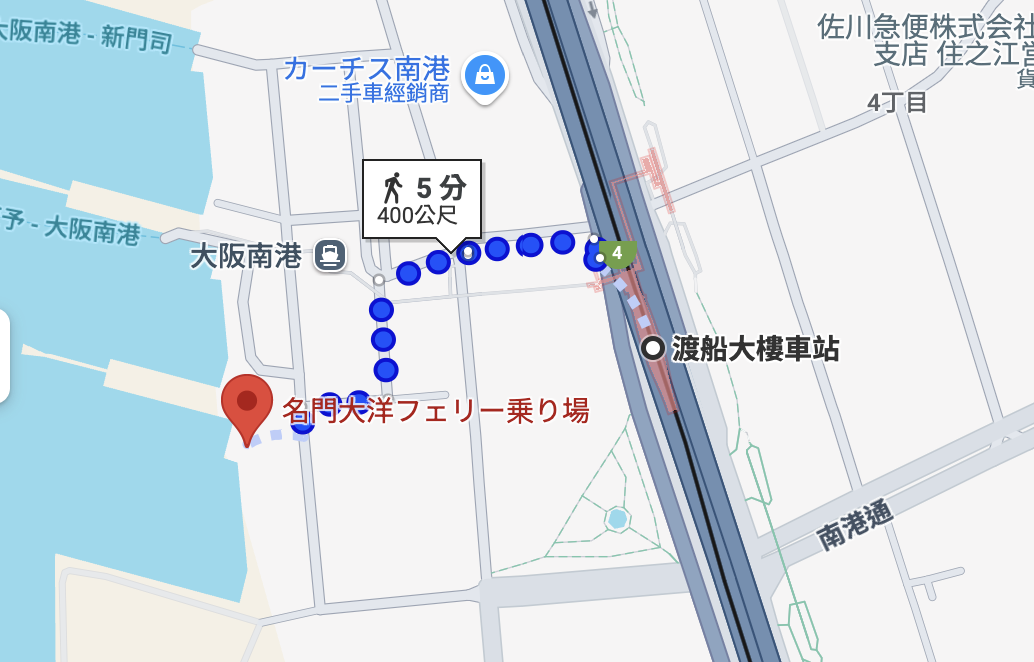 大阪南港 - 新門司
カーチス南港
二手車經銷商
佐川急便株式会社
支店 住之江営
貨
4丁目
5 分
400公尺
予 - 大阪南港
大阪南港
4
渡船大樓車站
名門大洋フェリー乗り場
南港通